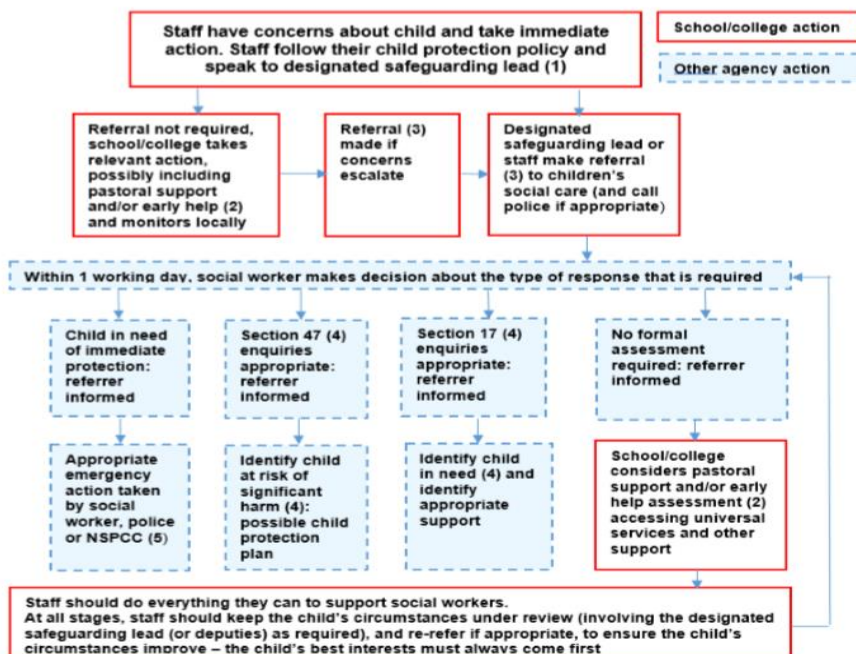 Staff have concerns about child and take immediate
action. Staff follow their child protection policy and
speak to designated safeguarding lead (1)
School/college action
Other agency action
Referral not required,
school/college takes
relevant action,
possibly including
pastoral support
and/or early help (2)
and monitors locally
Referral (3)
made if
concerns
escalate
Designated
safeguarding lead or
staff make referral
(3) to children's
social care (and call
police if appropriate)
Within 1 working day, social worker makes decision about the type of response that is required
Child in need
of immediate
protection:
referrer
informed
Section 47 (4)
enquiries
appropriate:
referrer
informed
Section 17 (4)
enquiries
appropriate:
referrer
informed
No formal
assessment
required: referrer
informed
Appropriate
emergency
action taken
by social
worker, police
or NSPCC (5)
Identify child
at risk of
significant
harm (4):
possible child
protection
plan
Identify child
in need (4) and
identify
appropriate
support
School/college
considers pastoral
support and/or early
help assessment (2)
accessing universal
services and other
support
Staff should do everything they can to support social workers.
At all stages, staff should keep the child's circumstances under review (involving the designated
safeguarding lead (or deputies) as required), and re-refer if appropriate, to ensure the child's
circumstances improve – the child's best interests must always come first